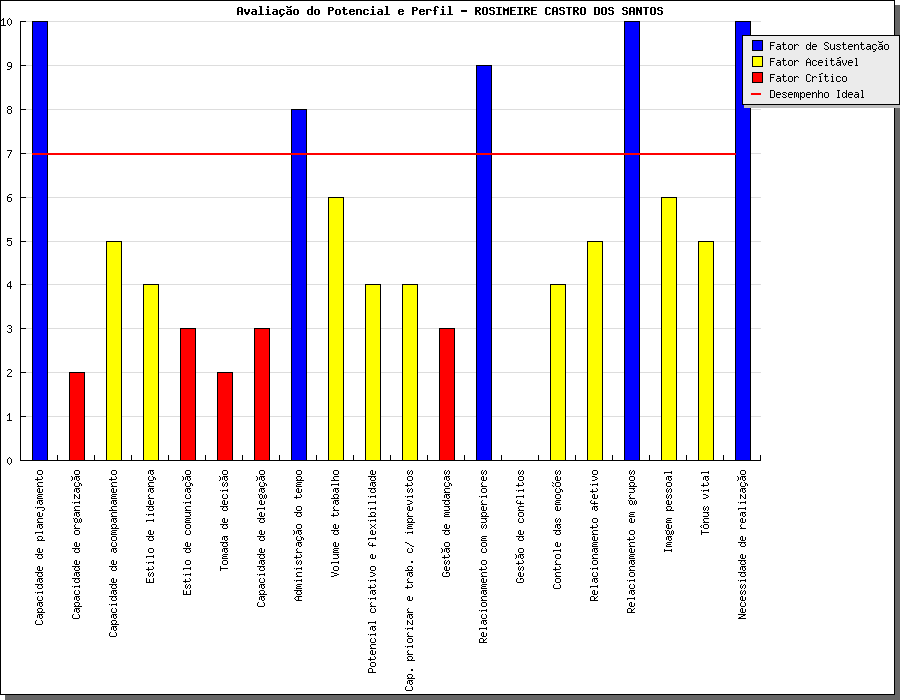 Avaliação do Potencial e Perfil - ROSIMEIRE CASTRO DOS SANTOS
Fator de Sustentação
Fator Aceitável
Fator Crítico
Desempenho Ideal
10
9
8
7
6
5
4
3
2
1
0
Capacidade de planejamento
Capacidade de organização
Capacidade de acompanhamento
Estilo de liderança
Estilo de comunicação
Tomada de decisão
Capacidade de delegação
Administração do tempo
Volume de trabalho
Potencial criativo e flexibilidade
Cap. priorizar e trab. c/ imprevistos
Gestão de mudanças
Relacionamento com superiores
Gestão de conflitos
Controle das emoções
Relacionamento afetivo
Relacionamento em grupos
Imagem pessoal
Tônus vital
Necessidade de realização